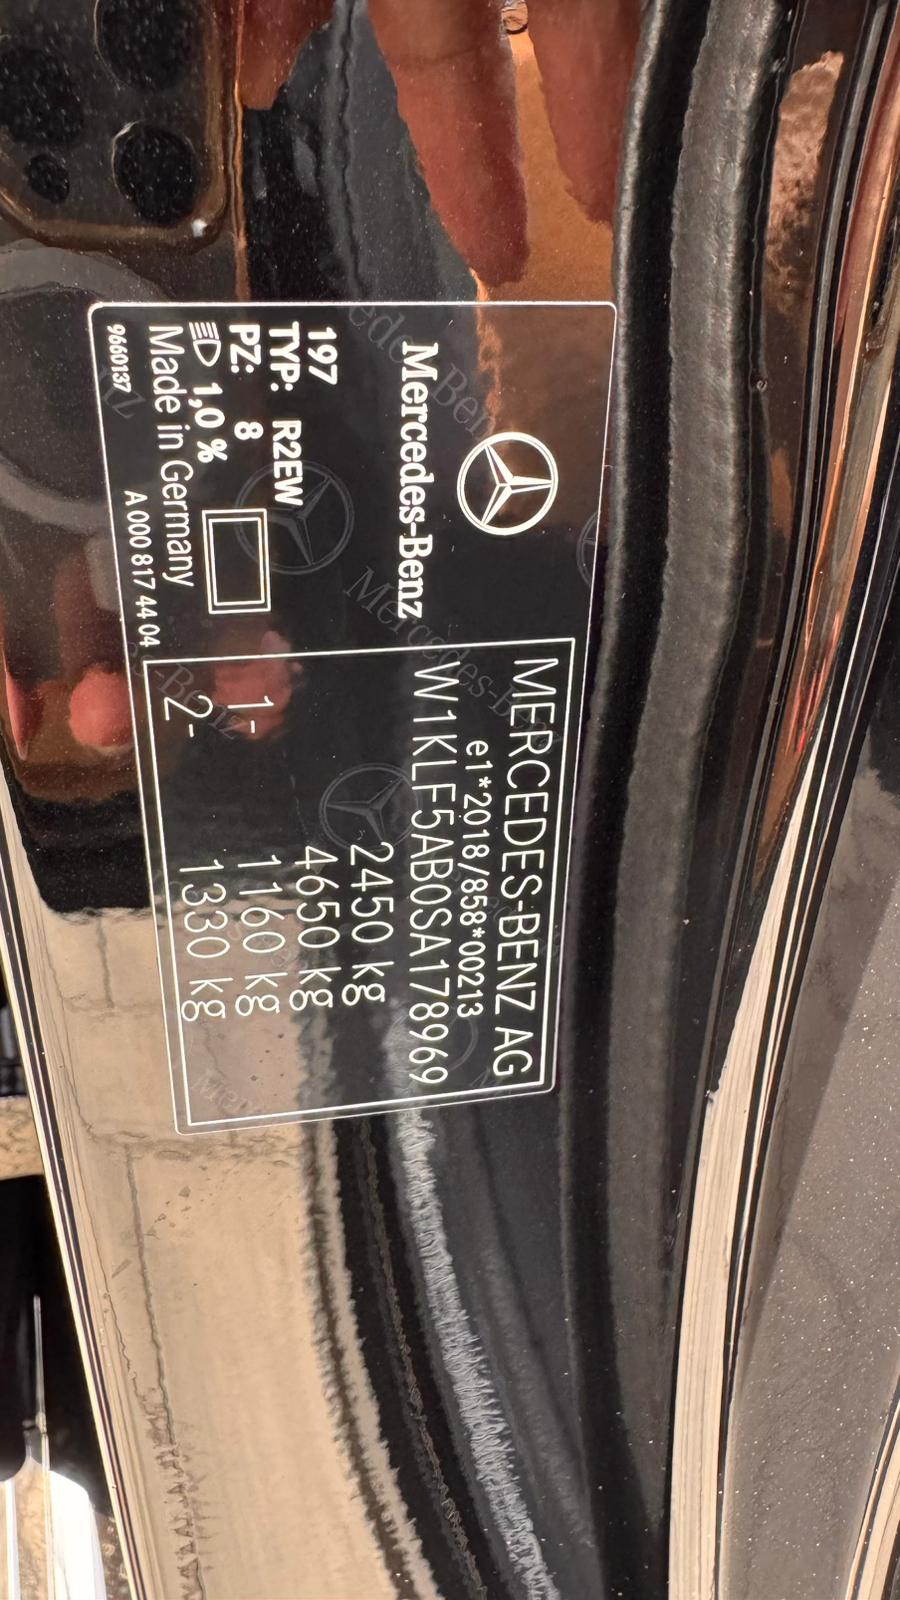 Mercedes-Benz
197
TYP: R2EW
PZ: 8
1,0 %
Made in Germany
9660137
A 000 817 44 04
MERCEDES-BENZ AG
e1*2018/858*00213
W1KLF5AB0SA178969
2450 kg
4650 kg
1- 1160 kg
2- 1330 kg